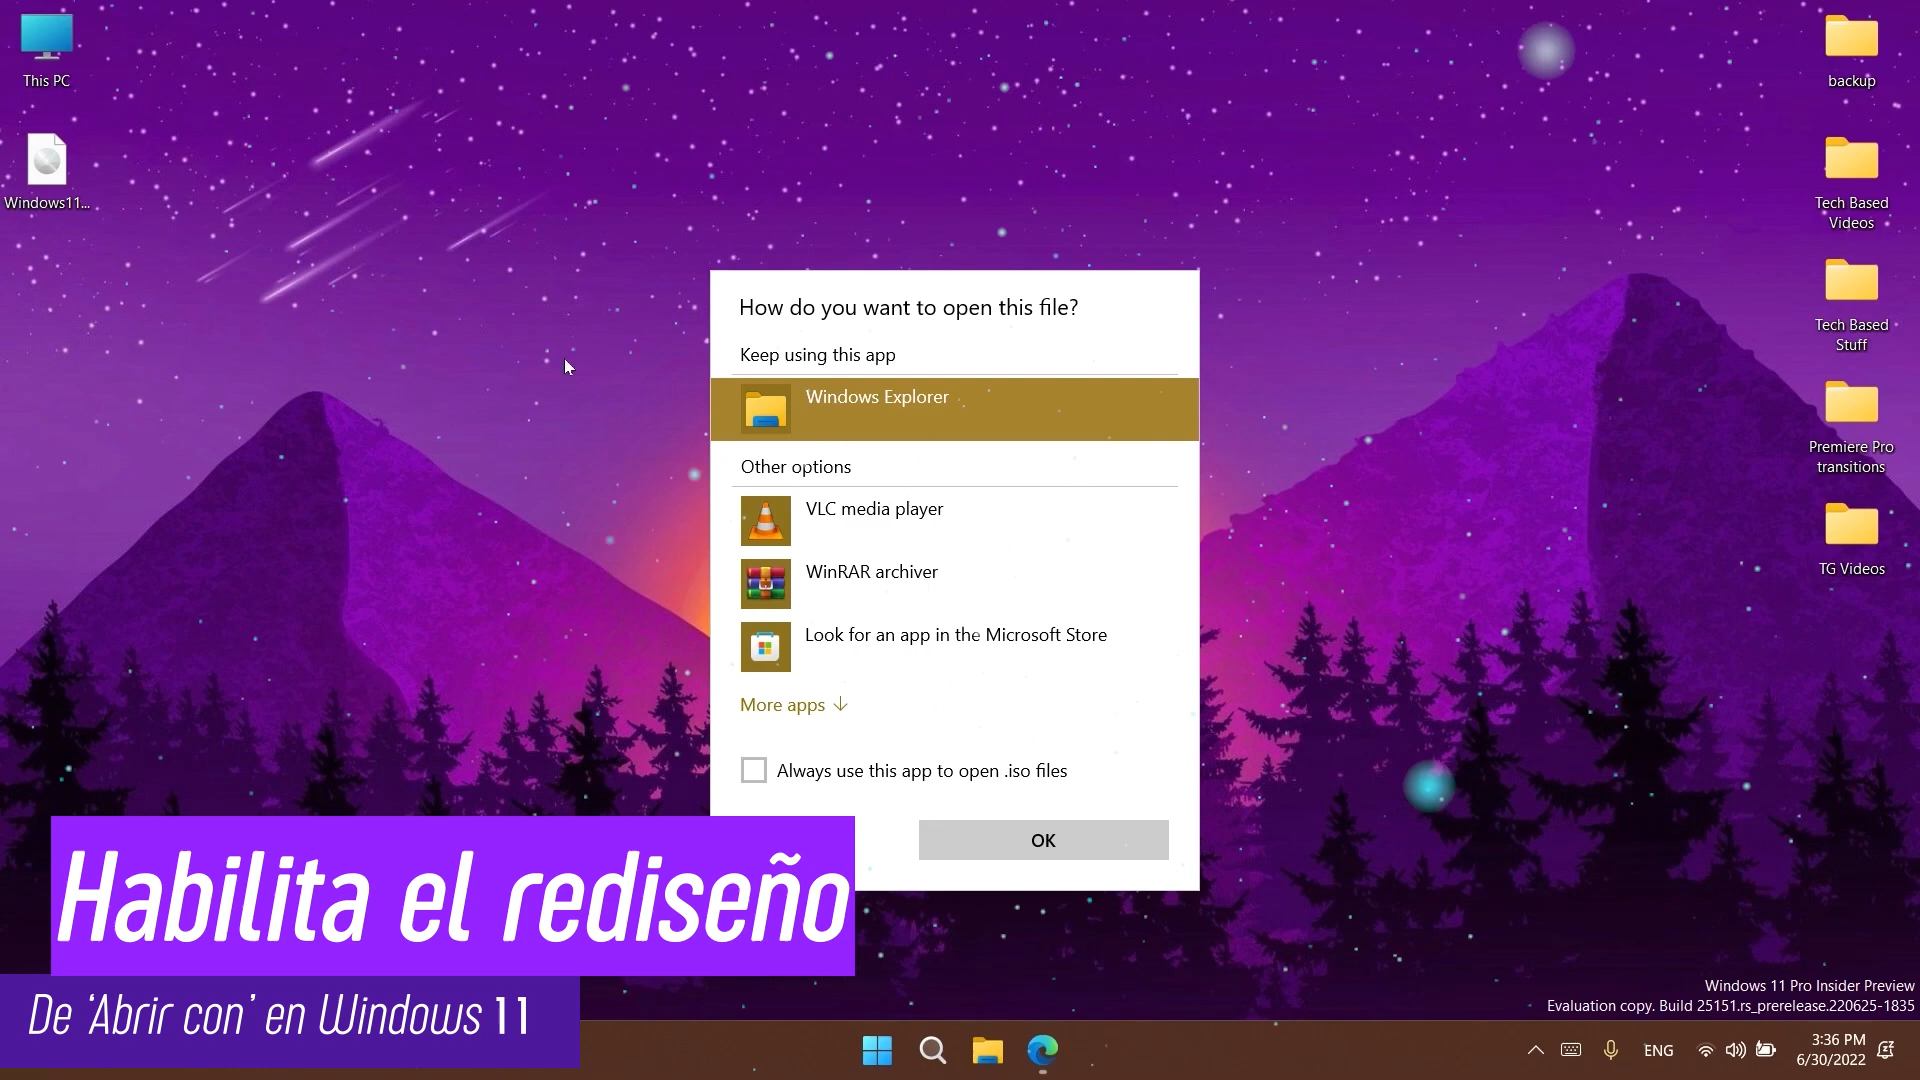 This PC
Windows11...
backup
Tech Based
Videos
Tech Based
Stuff
Premiere Pro
transitions
TG Videos
How do you want to open this file?
Keep using this app
Windows Explorer
Other options
VLC media player
WinRAR archiver
Look for an app in the Microsoft Store
More apps
Always use this app to open .iso files
OK
Habilita el rediseño
De ‘Abrir con’ en Windows 11
Windows 11 Pro Insider Preview
Evaluation copy. Build 25151.rs_prerelease.220625-1835
ENG
3:36 PM
6/30/2022